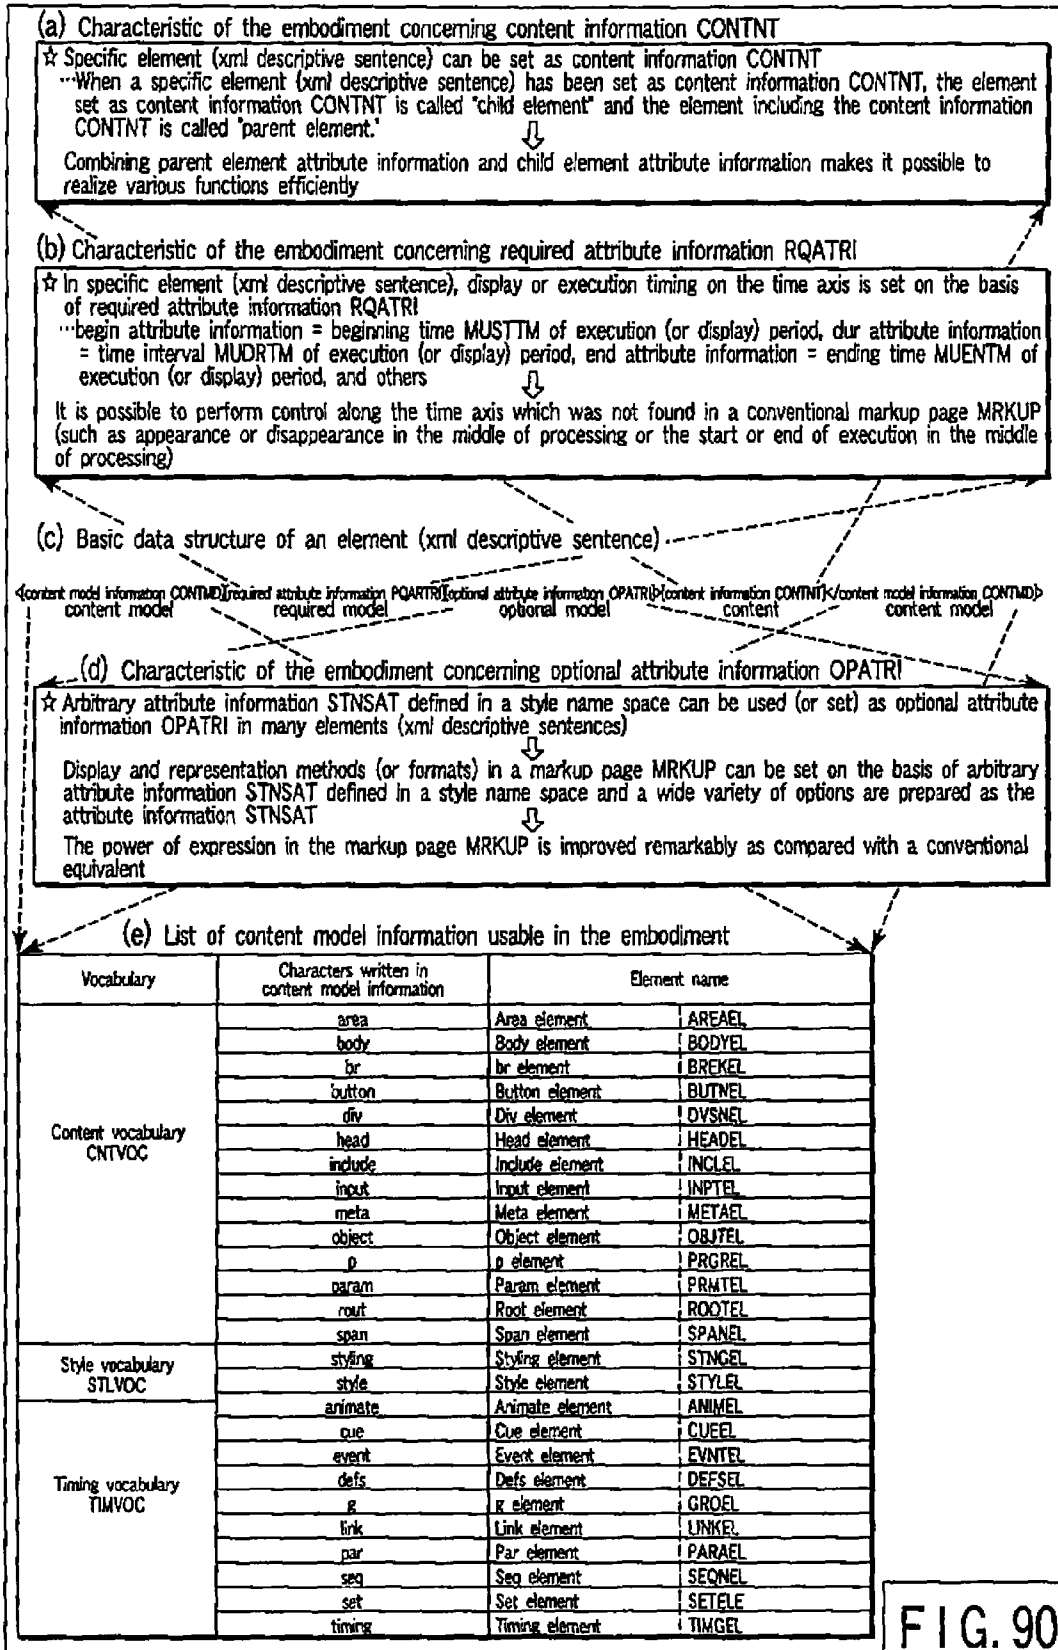 (a) Characteristic of the embodiment concerning content information CONTNT
☆ Specific element (xml descriptive sentence) can be set as content information CONTNT
···When a specific element (xml descriptive sentence) has been set as content information CONTNT, the element
set as content information CONTNT is called "child element" and the element including the content information
CONTNT is called "parent element."
Combining parent element attribute information and child element attribute information makes it possible to
realize various functions efficiently
(b) Characteristic of the embodiment concerning required attribute information RQATRI
☆ In specific element (xml descriptive sentence), display or execution timing on the time axis is set on the basis
of required attribute information RQATRI
···begin attribute information = beginning time MUSTTM of execution (or display) period, dur attribute information
= time interval MUDRTM of execution (or display) period, end attribute information = ending time MUENTM of
execution (or display) period, and others
It is possible to perform control along the time axis which was not found in a conventional markup page MRKUP
(such as appearance or disappearance in the middle of processing or the start or end of execution in the middle
of processing)
(c) Basic data structure of an element (xml descriptive sentence)
<[content model information CONTMD][required attribute information PQARTRI][optional attribute information OPATRI]>[content information CONTNT]</[content model information CONTMD]>
content model required model optional model content content model
(d) Characteristic of the embodiment concerning optional attribute information OPATRI
☆ Arbitrary attribute information STNSAT defined in a style name space can be used (or set) as optional attribute
information OPATRI in many elements (xml descriptive sentences)
Display and representation methods (or formats) in a markup page MRKUP can be set on the basis of arbitrary
attribute information STNSAT defined in a style name space and a wide variety of options are prepared as the
attribute information STNSAT
The power of expression in the markup page MRKUP is improved remarkably as compared with a conventional
equivalent
(e) List of content model information usable in the embodiment
Vocabulary Characters written in content model information Element name
Content vocabulary CNTVOC
area Area element AREAEL
body Body element BODYEL
br br element BREKEL
button Button element BUTNEL
div Div element DVSNEL
head Head element HEADEL
include Include element INCLEL
input Input element INPTEL
meta Meta element METAEL
object Object element OBJTEL
p p element PRGREL
param Param element PRMTEL
rout Root element ROOTEL
span Span element SPANEL
Style vocabulary STLVOC
styling Styling element STNGEL
style Style element STYLEL
Timing vocabulary TIMVOC
animate Animate element ANIMEL
cue Cue element CUEEL
event Event element EVNTEL
defs Defs element DEFSEL
g g element GROEL
link Link element LINKEL
par Par element PARAEL
seq Seq element SEQNEL
set Set element SETELE
timing Timing element TIMGEL
FIG. 90